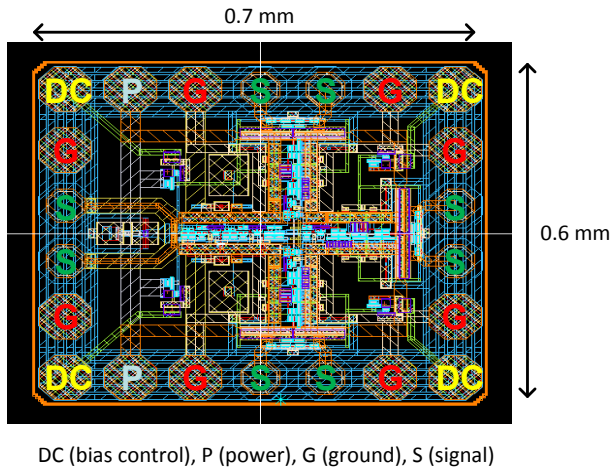 0.7 mm
DC P G S S G DC
G G
S S
S S
0.6 mm
G G
DC P G S S G DC
DC (bias control), P (power), G (ground), S (signal)